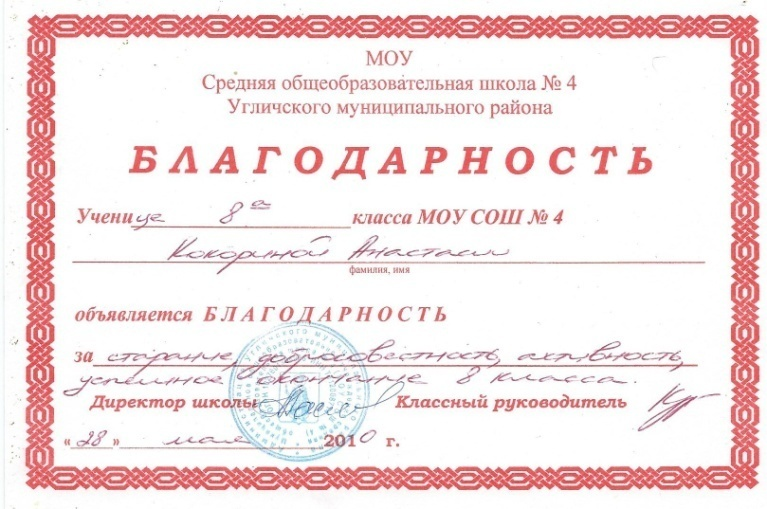 МОУ
Средняя общеобразовательная школа № 4
Угличского муниципального района
БЛАГОДАРНОСТЬ
Ученице 8а класса МОУ СОШ № 4
Кокориной Анастасии
фамилия, имя
объявляется БЛАГОДАРНОСТЬ
за старание, добросовестность, активность,
успешное окончание 8 класса.
Директор школы Классный руководитель
«28» мая 2010 г.